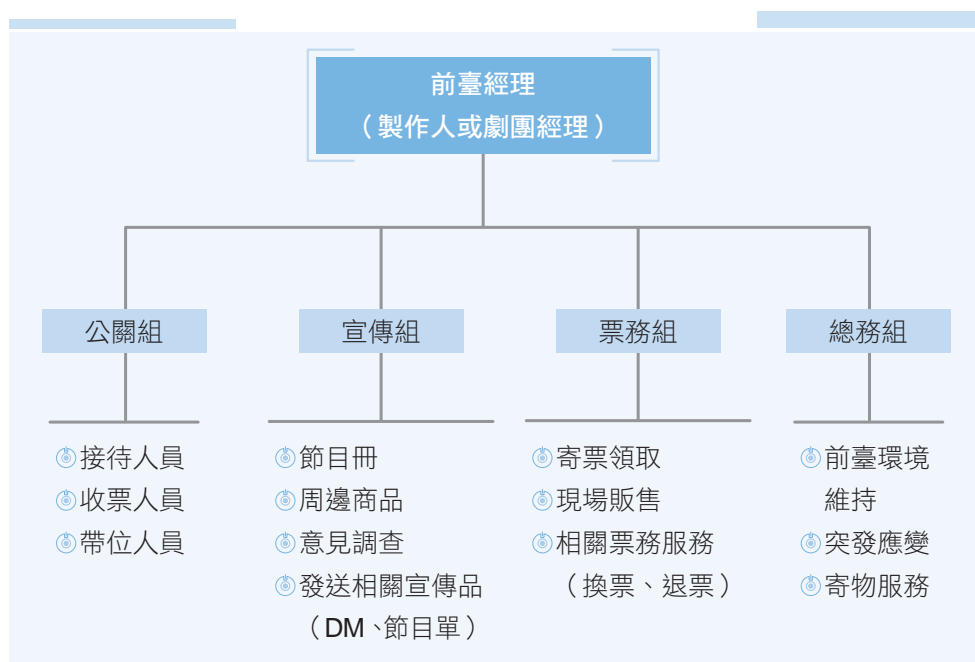 前臺經理
（製作人或劇團經理）
公關組
宣傳組
票務組
總務組
接待人員
收票人員
帶位人員
節目冊
周邊商品
意見調查
發送相關宣傳品
（DM、節目單）
寄票領取
現場販售
相關票務服務
（換票、退票）
前臺環境
維持
突發應變
寄物服務